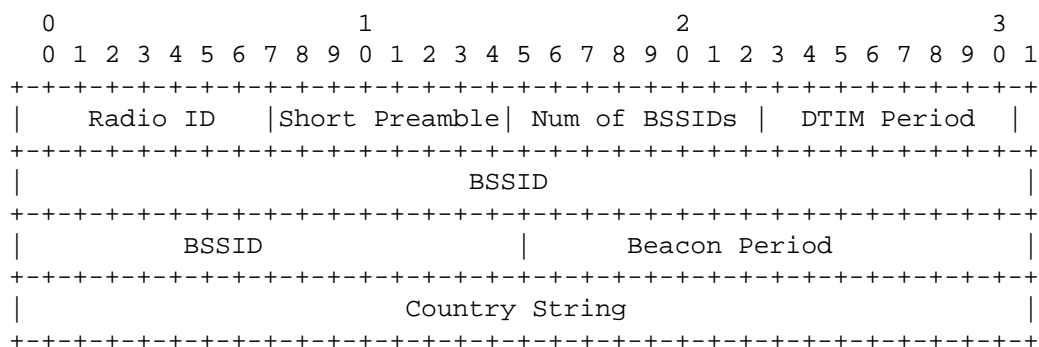 0                   1                   2                   3
0 1 2 3 4 5 6 7 8 9 0 1 2 3 4 5 6 7 8 9 0 1 2 3 4 5 6 7 8 9 0 1
+-+-+-+-+-+-+-+-+-+-+-+-+-+-+-+-+-+-+-+-+-+-+-+-+-+-+-+-+-+-+-+-+
|    Radio ID   |Short Preamble| Num of BSSIDs |  DTIM Period  |
+-+-+-+-+-+-+-+-+-+-+-+-+-+-+-+-+-+-+-+-+-+-+-+-+-+-+-+-+-+-+-+-+
|                            BSSID                              |
+-+-+-+-+-+-+-+-+-+-+-+-+-+-+-+-+-+-+-+-+-+-+-+-+-+-+-+-+-+-+-+-+
|          BSSID                |      Beacon Period            |
+-+-+-+-+-+-+-+-+-+-+-+-+-+-+-+-+-+-+-+-+-+-+-+-+-+-+-+-+-+-+-+-+
|                        Country String                         |
+-+-+-+-+-+-+-+-+-+-+-+-+-+-+-+-+-+-+-+-+-+-+-+-+-+-+-+-+-+-+-+-+